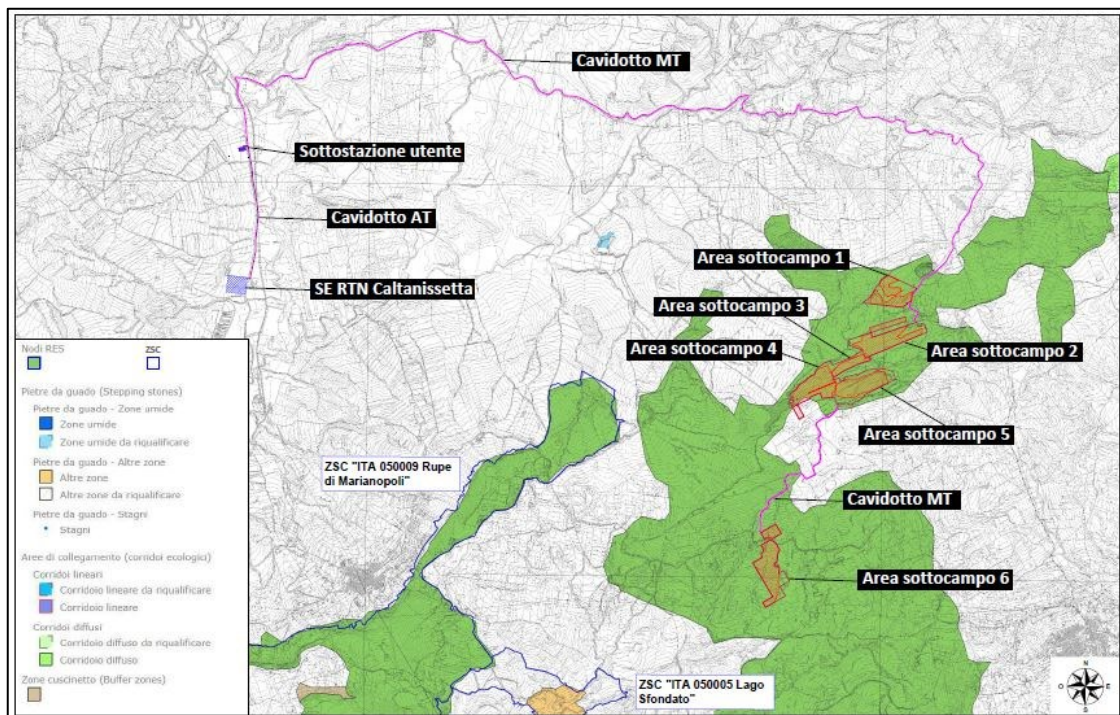 Cavidotto MT
Sottostazione utente
Cavidotto AT
SE RTN Caltanissetta
Area sottocampo 1
Area sottocampo 3
Area sottocampo 4
Area sottocampo 2
Area sottocampo 5
Cavidotto MT
Area sottocampo 6
ZSC "ITA 050009 Rupe
di Marianopoli"
ZSC "ITA 050005 Lago
Sfondato"
Nodi RES
ZSC
Pietre da guado (Stepping stones)
Pietre da guado - Zone umide
Zone umide
Zone umide da riqualificare
Pietre da guado - Altre zone
Altre zone
Altre zone da riqualificare
Pietre da guado - Stagni
Stagni
Aree di collegamento (corridoi ecologici)
Corridoi lineari
Corridoio lineare da riqualificare
Corridoio lineare
Corridoi diffusi
Corridoio diffuso da riqualificare
Corridoio diffuso
Zone cuscinetto (Buffer zones)
N
O
E
S